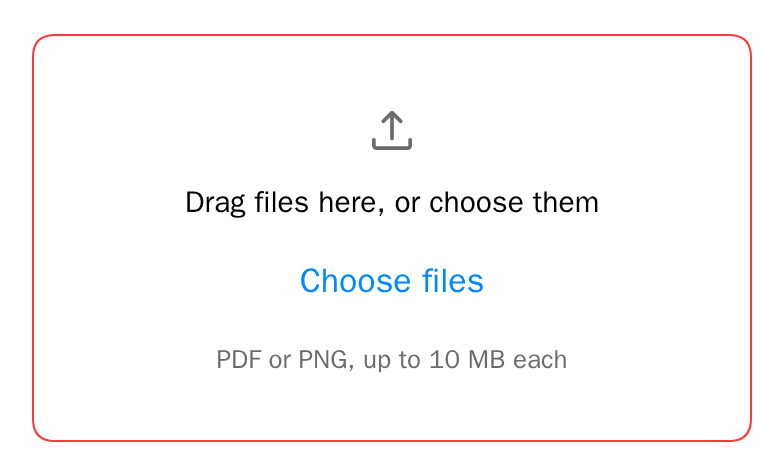 Drag files here, or choose them
Choose files
PDF or PNG, up to 10 MB each